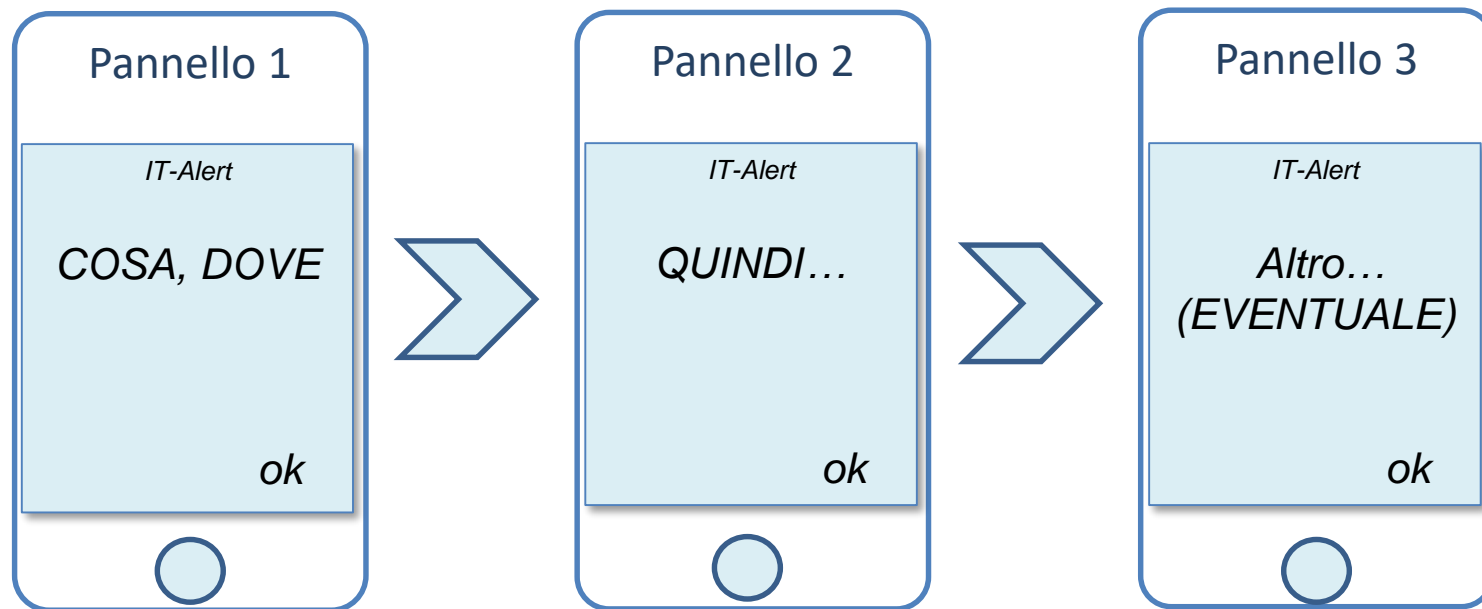 Pannello 1
IT-Alert
COSA, DOVE
ok
Pannello 2
IT-Alert
QUINDI…
ok
Pannello 3
IT-Alert
Altro…
(EVENTUALE)
ok